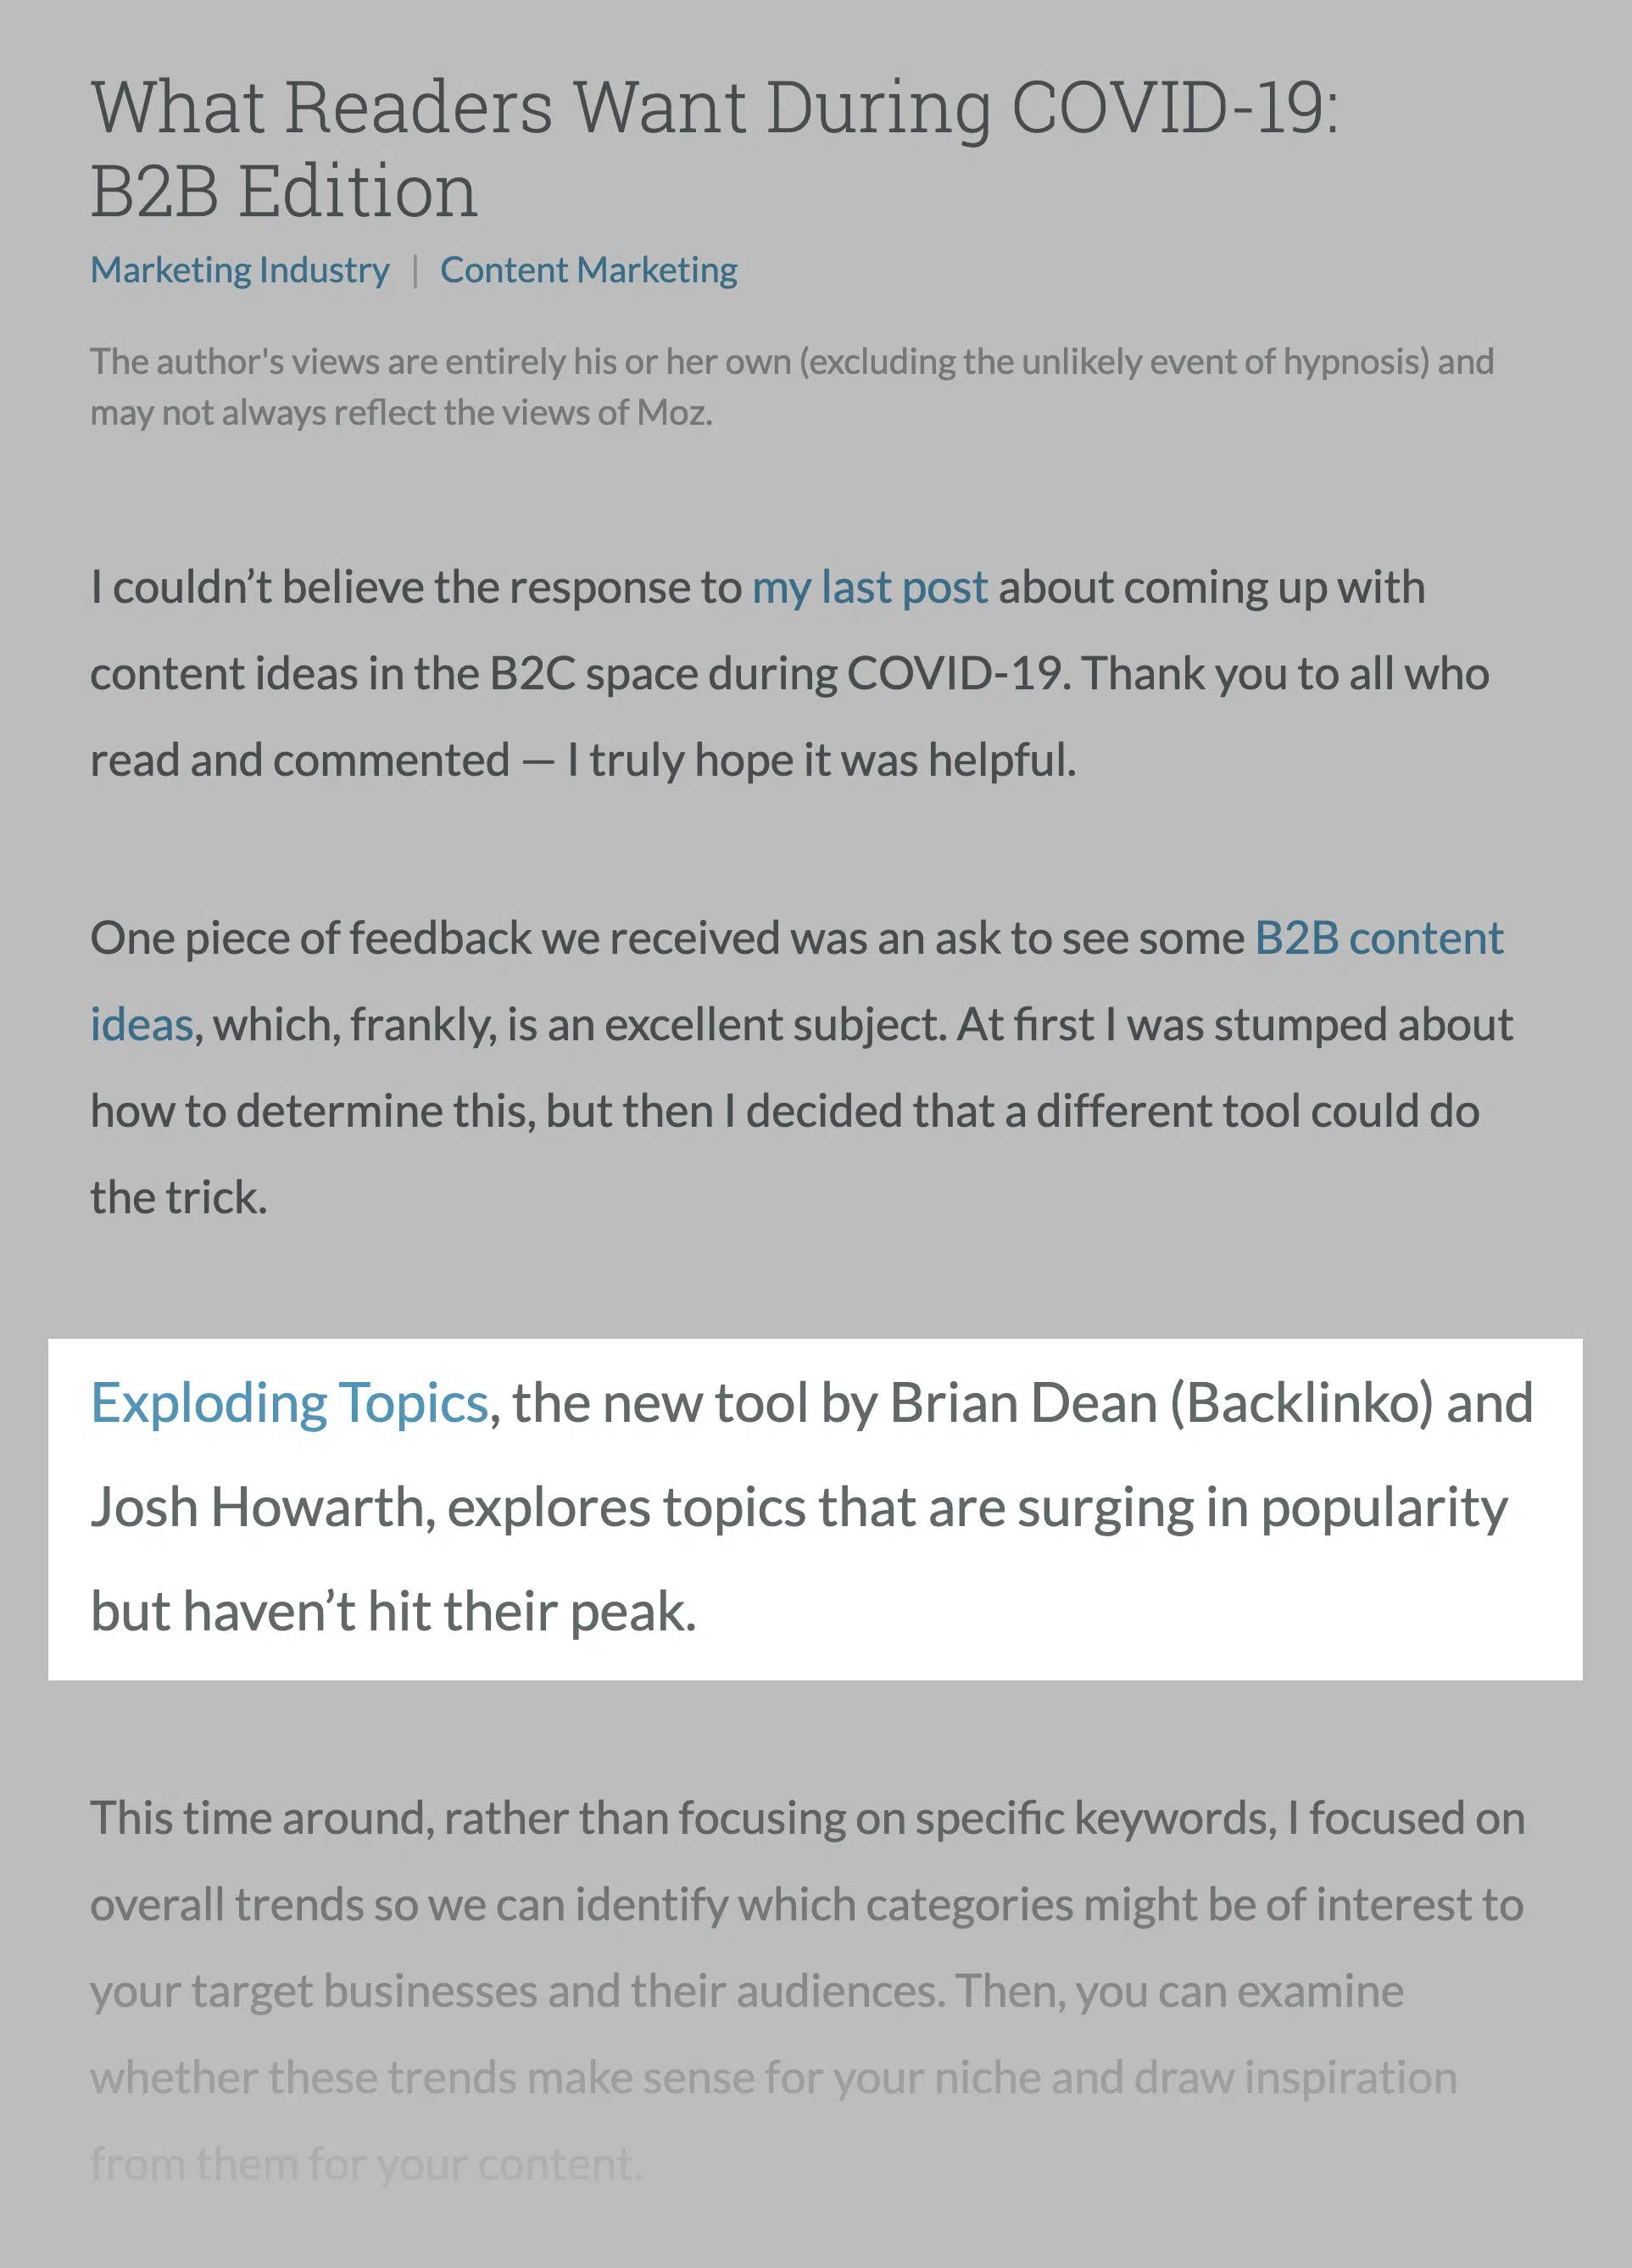 What Readers Want During COVID-19:
B2B Edition
Marketing Industry | Content Marketing
The author's views are entirely his or her own (excluding the unlikely event of hypnosis) and
may not always reflect the views of Moz.
I couldn’t believe the response to my last post about coming up with
content ideas in the B2C space during COVID-19. Thank you to all who
read and commented — I truly hope it was helpful.
One piece of feedback we received was an ask to see some B2B content
ideas, which, frankly, is an excellent subject. At first I was stumped about
how to determine this, but then I decided that a different tool could do
the trick.
Exploding Topics, the new tool by Brian Dean (Backlinko) and
Josh Howarth, explores topics that are surging in popularity
but haven’t hit their peak.
This time around, rather than focusing on specific keywords, I focused on
overall trends so we can identify which categories might be of interest to
your target businesses and their audiences. Then, you can examine
whether these trends make sense for your niche and draw inspiration
from them for your content.